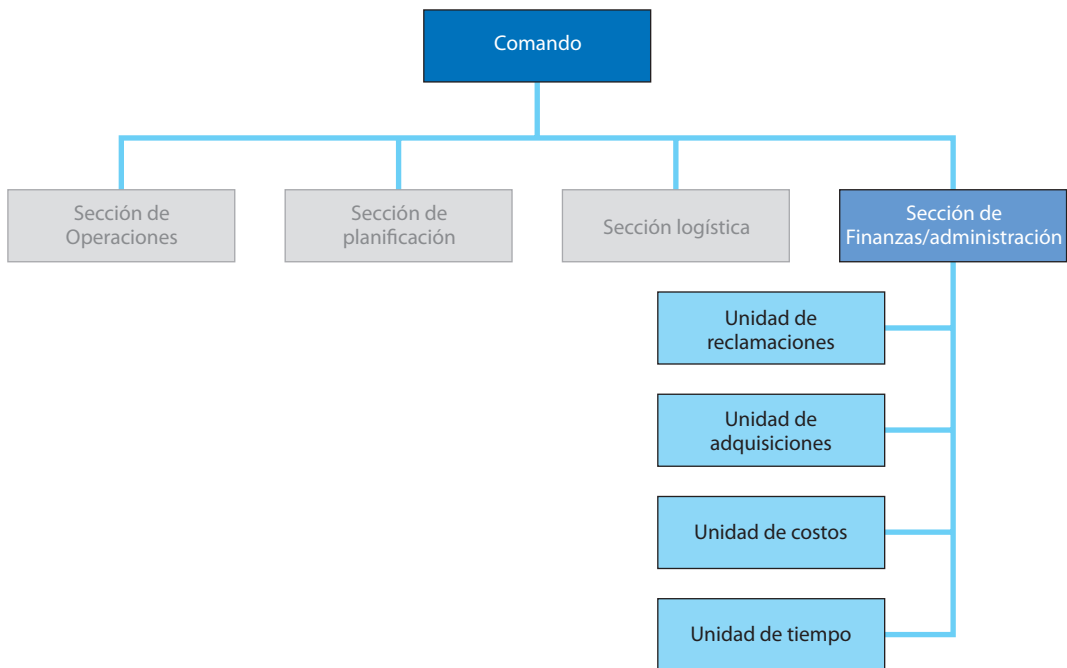 Comando
Sección de
Operaciones
Sección de
planificación
Sección logística
Sección de
Finanzas/administración
Unidad de
reclamaciones
Unidad de
adquisiciones
Unidad de costos
Unidad de tiempo